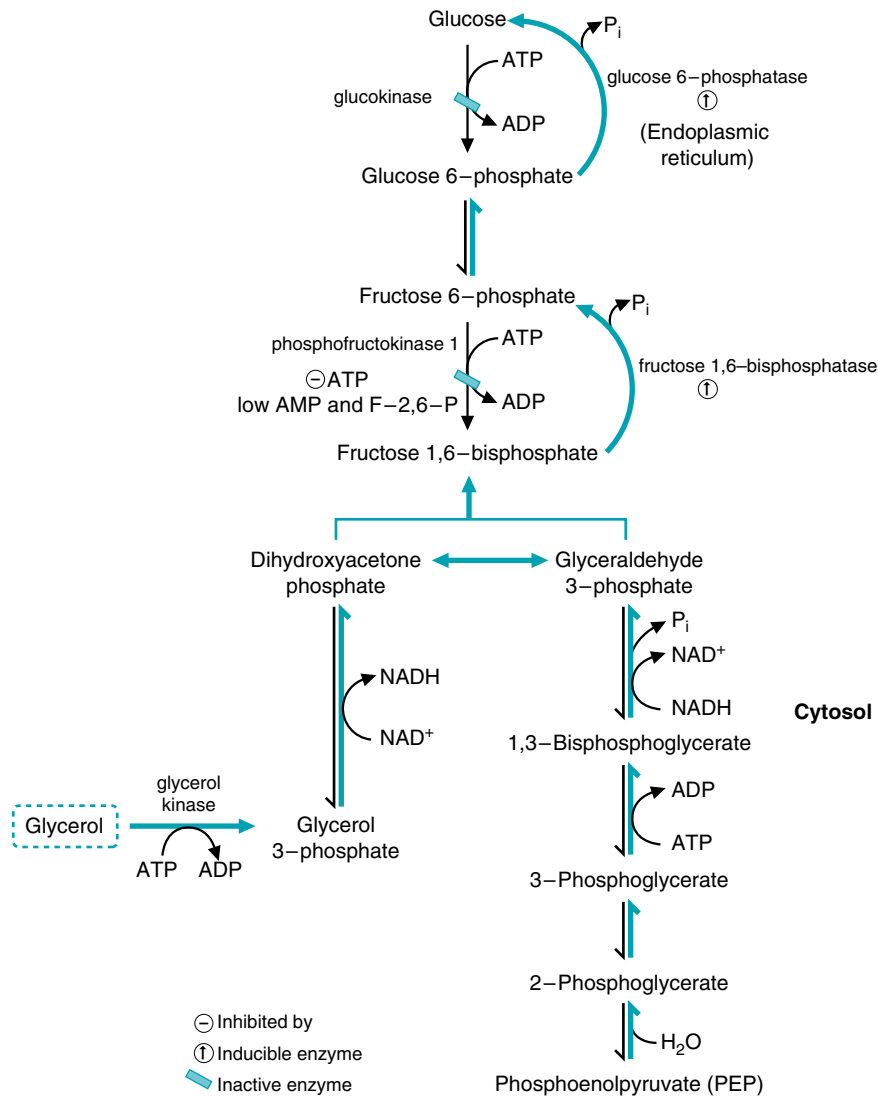 Glucose
Pi
ATP
glucokinase
glucose 6–phosphatase
↑
ADP
(Endoplasmic
reticulum)
Glucose 6–phosphate
Fructose 6–phosphate
Pi
phosphofructokinase 1
ATP
fructose 1,6–bisphosphatase
↑
− ATP
low AMP and F–2,6–P
ADP
Fructose 1,6–bisphosphate
Dihydroxyacetone
phosphate
Glyceraldehyde
3–phosphate
Pi
NADH
NAD+
NAD+
NADH
Cytosol
1,3–Bisphosphoglycerate
glycerol
kinase
Glycerol
ATP
ADP
Glycerol
3–phosphate
ADP
ATP
3–Phosphoglycerate
2–Phosphoglycerate
H2O
Phosphoenolpyruvate (PEP)
− Inhibited by
↑ Inducible enzyme
Inactive enzyme